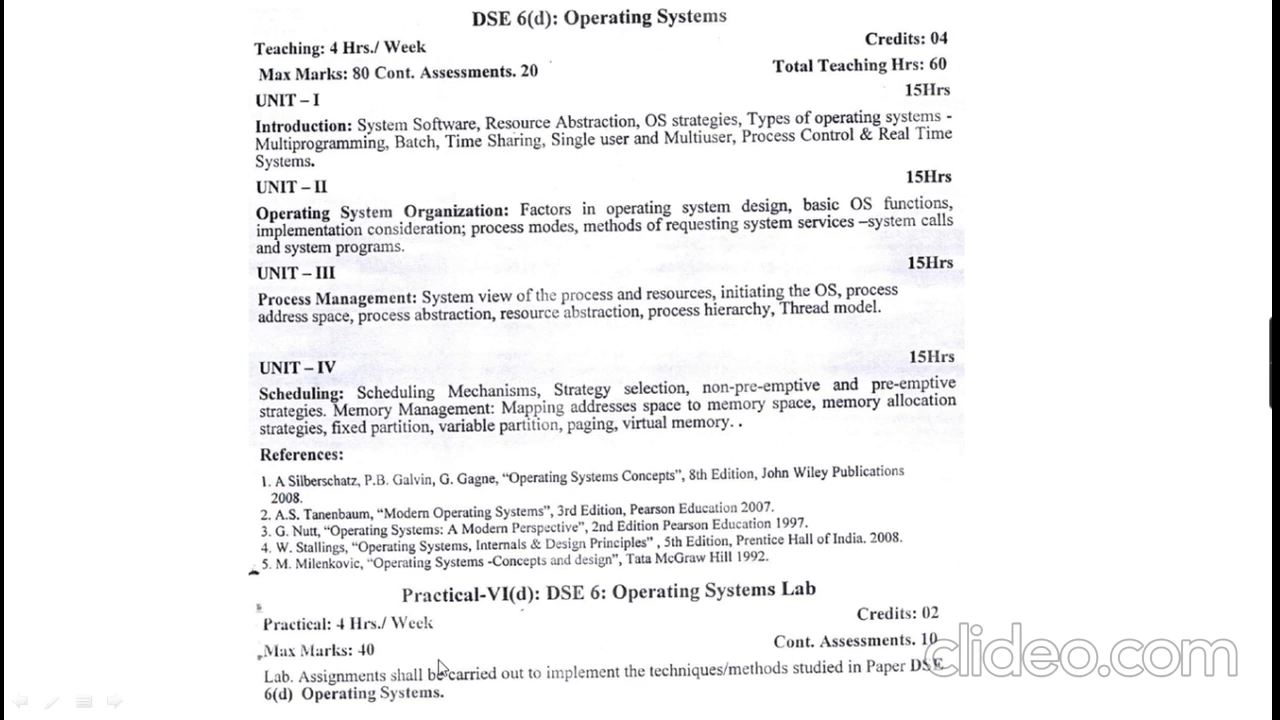 DSE 6(d): Operating Systems
Teaching: 4 Hrs./ Week
Credits: 04
Max Marks: 80 Cont. Assessments. 20
Total Teaching Hrs: 60
UNIT – I
15Hrs
Introduction: System Software, Resource Abstraction, OS strategies, Types of operating systems -
Multiprogramming, Batch, Time Sharing, Single user and Multiuser, Process Control & Real Time
Systems.
UNIT – II
15Hrs
Operating System Organization: Factors in operating system design, basic OS functions,
implementation consideration; process modes, methods of requesting system services –system calls
and system programs.
UNIT – III
15Hrs
Process Management: System view of the process and resources, initiating the OS, process
address space, process abstraction, resource abstraction, process hierarchy, Thread model.
UNIT – IV
15Hrs
Scheduling: Scheduling Mechanisms, Strategy selection, non-pre-emptive and pre-emptive
strategies. Memory Management: Mapping addresses space to memory space, memory allocation
strategies, fixed partition, variable partition, paging, virtual memory. .
References:
1. A Silberschatz, P.B. Galvin, G. Gagne, “Operating Systems Concepts”, 8th Edition, John Wiley Publications
2008.
2. A.S. Tanenbaum, “Modern Operating Systems”, 3rd Edition, Pearson Education 2007.
3. G. Nutt, “Operating Systems: A Modern Perspective”, 2nd Edition Pearson Education 1997.
4. W. Stallings, “Operating Systems, Internals & Design Principles” , 5th Edition, Prentice Hall of India. 2008.
5. M. Milenkovic, “Operating Systems -Concepts and design”, Tata McGraw Hill 1992.
Practical-VI(d): DSE 6: Operating Systems Lab
Practical: 4 Hrs./ Week
Credits: 02
Max Marks: 40
Cont. Assessments. 10
clideo.com
Lab. Assignments shall be carried out to implement the techniques/methods studied in Paper DSE
6(d) Operating Systems.